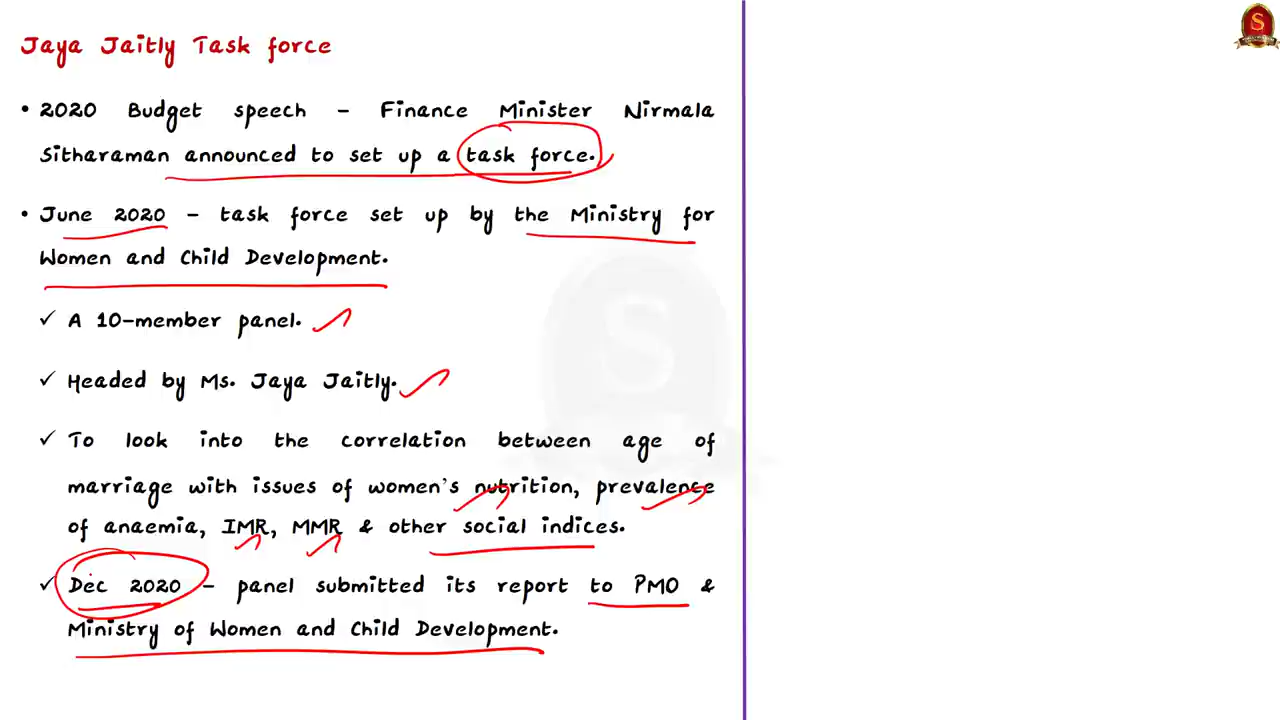 Jaya Jaitly Task force
• 2020 Budget speech – Finance Minister Nirmala
Sitharaman announced to set up a task force.
• June 2020 – task force set up by the Ministry for
Women and Child Development.
✓ A 10-member panel.
✓ Headed by Ms. Jaya Jaitly.
✓ To look into the correlation between age of
marriage with issues of women's nutrition, prevalence
of anaemia, IMR, MMR & other social indices.
✓ Dec 2020 – panel submitted its report to PMO &
Ministry of Women and Child Development.
S
S